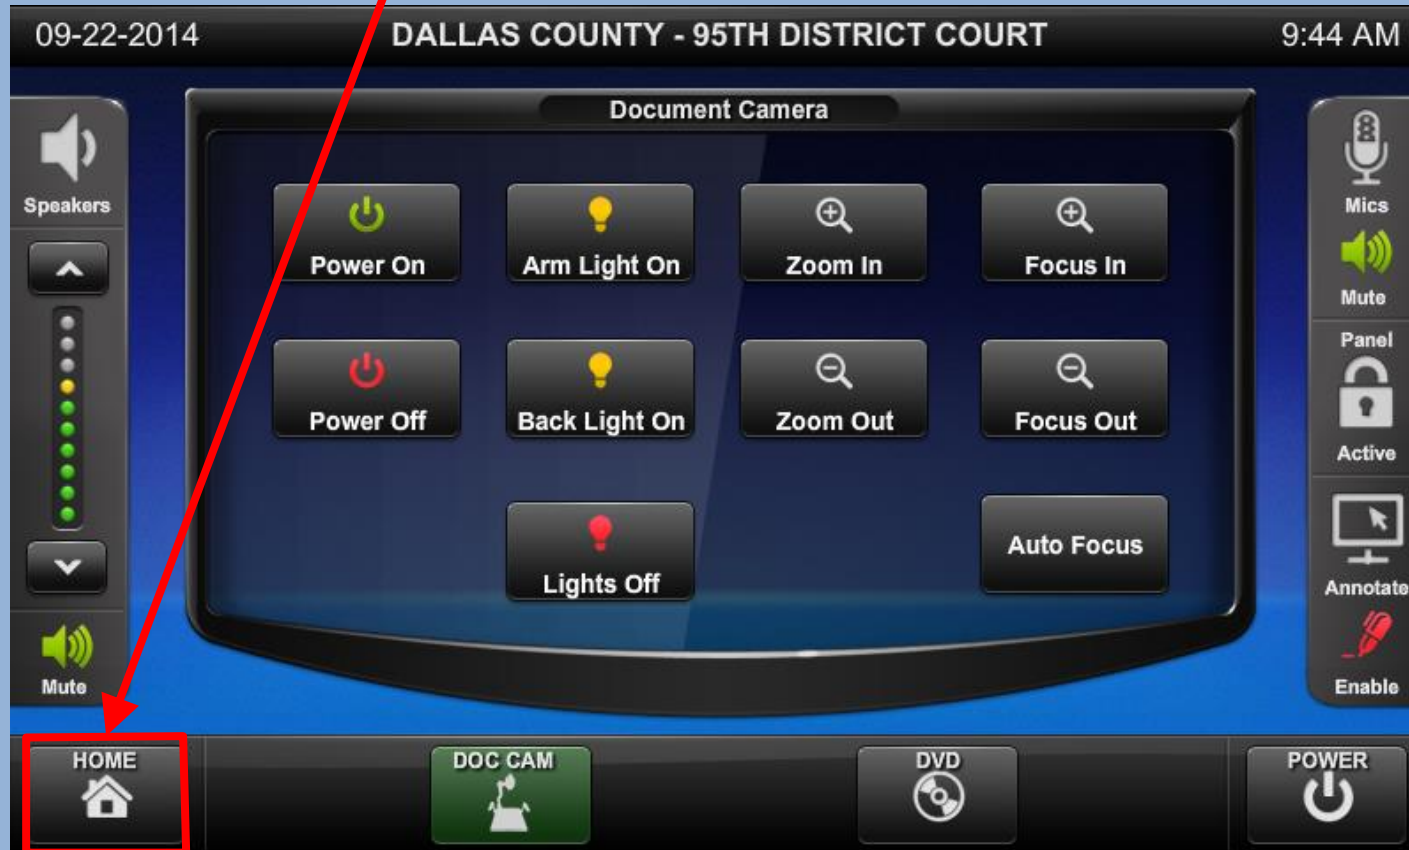 09-22-2014 DALLAS COUNTY - 95TH DISTRICT COURT 9:44 AM
Document Camera
Speakers
Mute
Power On Arm Light On Zoom In Focus In
Power Off Back Light On Zoom Out Focus Out
Lights Off Auto Focus
Mics
Mute
Panel
Active
Annotate
Enable
HOME DOC CAM DVD POWER